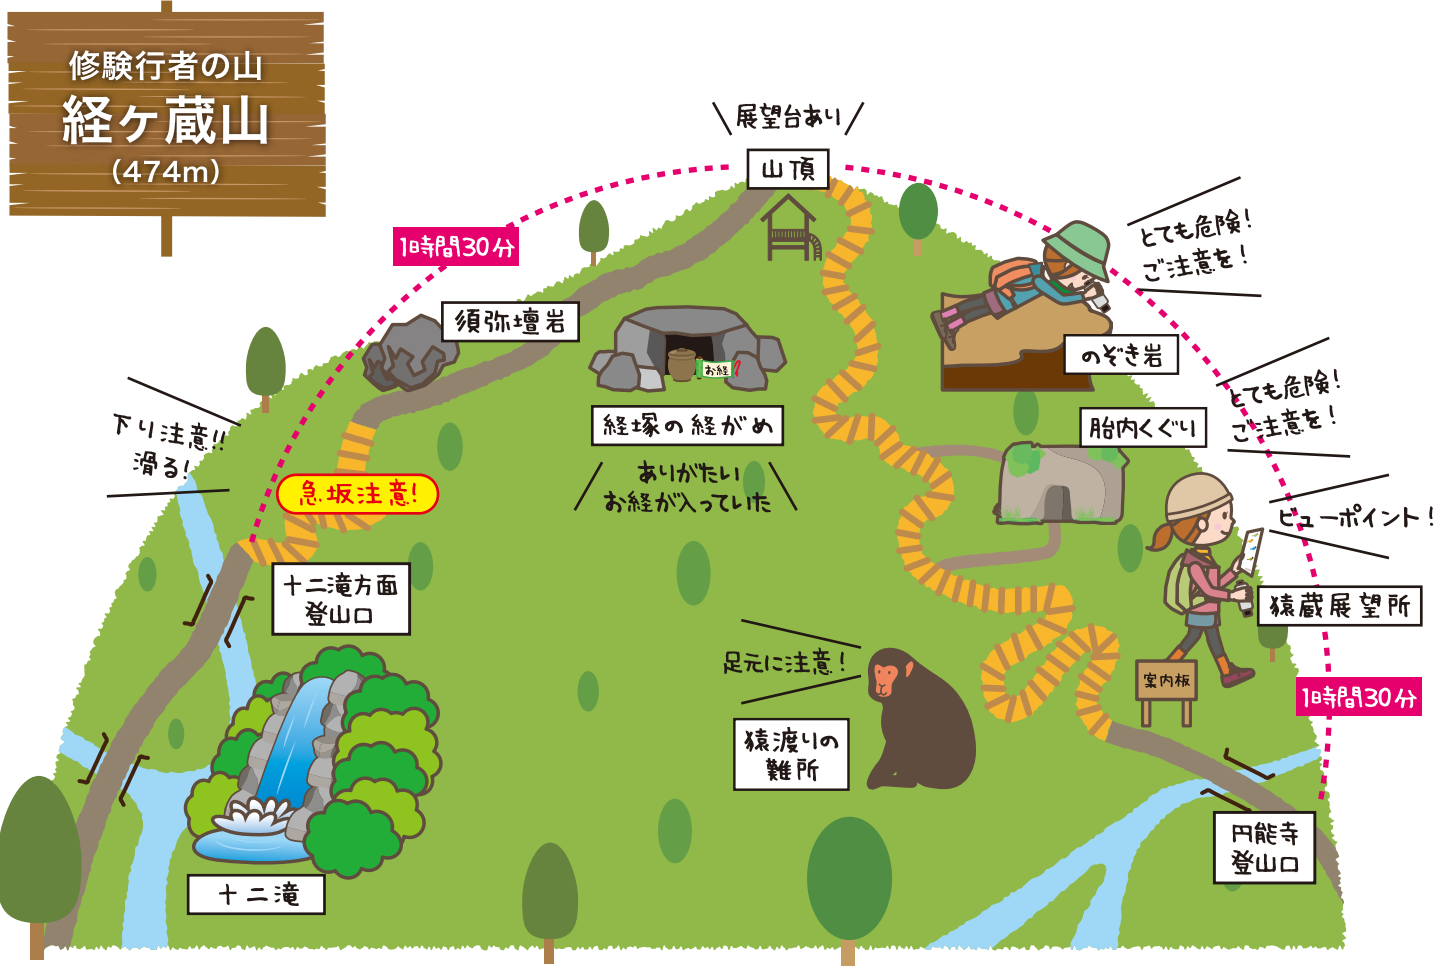 修験行者の山
経ヶ蔵山
(474m)
展望台あり
山頂
1時間30分
とても危険！
ご注意を！
須弥壇岩
のぞき岩
お経
とても危険！
ご注意を！
下り注意!!
滑る!
経塚の経がめ
胎内くぐり
ありがたい
お経が入っていた
急坂注意!
ビューポイント！
十二滝方面
登山口
猿蔵展望所
足元に注意！
案内板
1時間30分
猿渡りの
難所
円能寺
登山口
十二滝